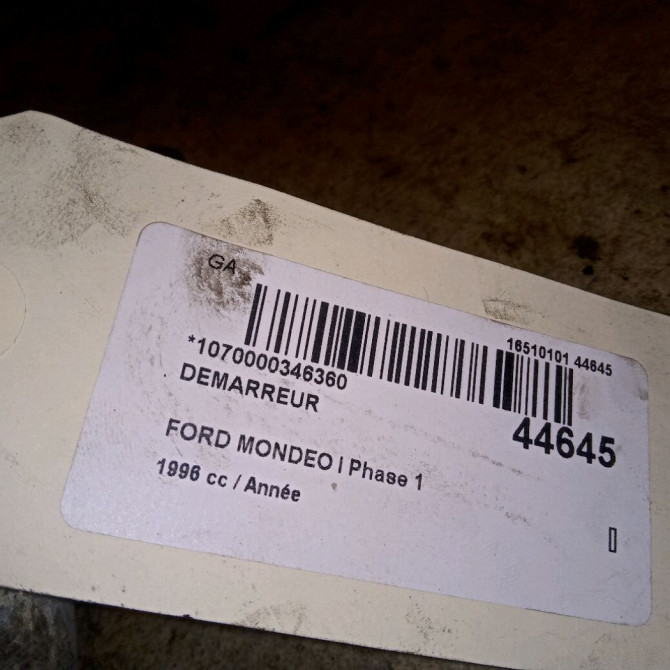 GA
16510101 44645
*1070000346360
DEMARREUR
44645
FORD MONDEO I Phase 1
1996 cc / Année